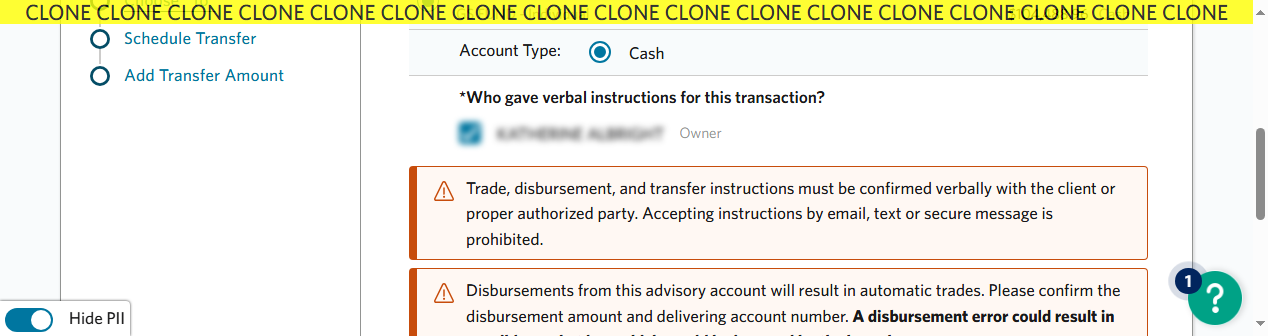 CLONE CLONE CLONE CLONE CLONE CLONE CLONE CLONE CLONE CLONE CLONE CLONE CLONE CLONE CLONE CLONE CLONE
Schedule Transfer
Add Transfer Amount
Account Type:
Cash
*Who gave verbal instructions for this transaction?
Owner
Trade, disbursement, and transfer instructions must be confirmed verbally with the client or
proper authorized party. Accepting instructions by email, text or secure message is
prohibited.
Disbursements from this advisory account will result in automatic trades. Please confirm the
disbursement amount and delivering account number. A disbursement error could result in
Hide PII
1
?